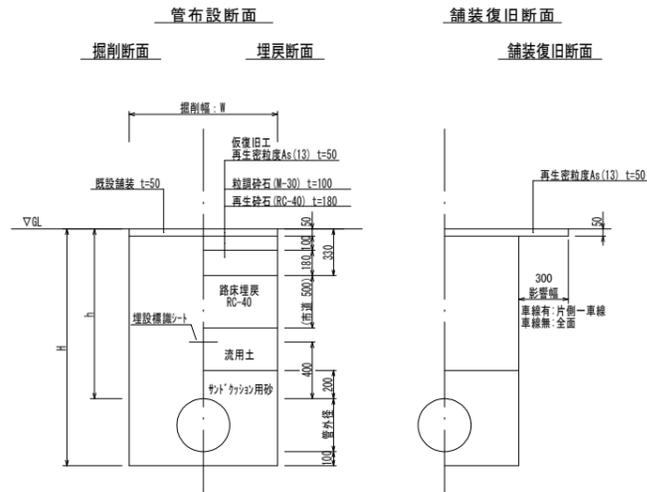 管布設断面
舗装復旧断面
掘削断面
埋戻断面
舗装復旧断面
掘削幅：W
仮復旧工
再生密粒度As(13) t=50
既設舗装 t=50
粒調砕石(M-30) t=100
再生砕石(RC-40) t=180
再生密粒度As(13) t=50
▽GL
50
100
180
330
50
路床埋戻
RC-40
(市道 500)
300
影響幅
車線有:片側一車線
車線無:全面
埋設標識シート
h
H
流用土
400
サンドクッション用砂
200
管外径
100